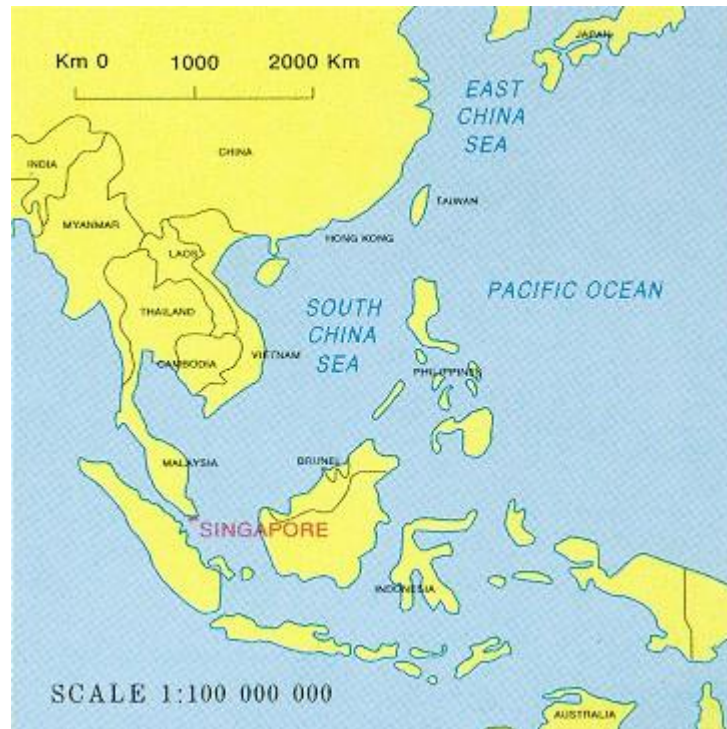 JAPAN
Km 0 1000 2000 Km
EAST
CHINA
SEA
CHINA
INDIA
TAIWAN
MYANMAR
HONG KONG
LAOS
PACIFIC OCEAN
SOUTH
CHINA
SEA
THAILAND
VIETNAM
CAMBODIA
PHILIPPINES
MALAYSIA
BRUNEI
SINGAPORE
INDONESIA
SCALE 1:100 000 000
AUSTRALIA